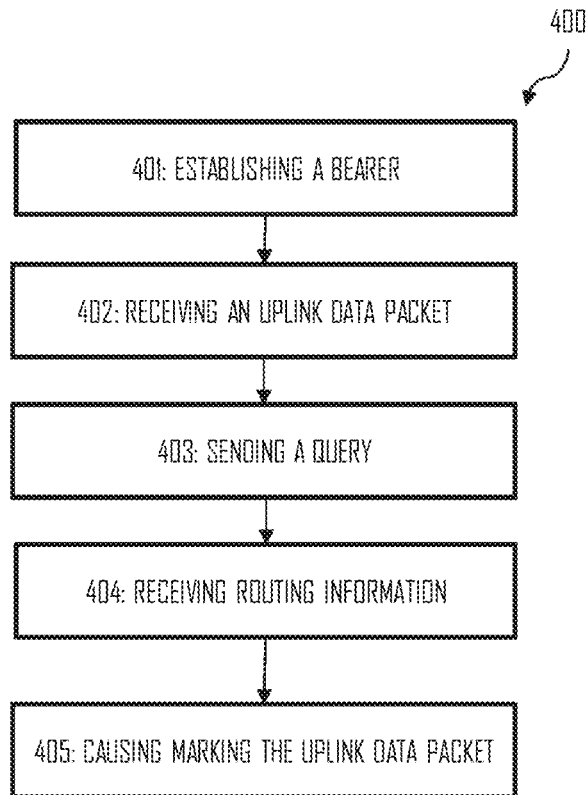 400
401: ESTABLISHING A BEARER
402: RECEIVING AN UPLINK DATA PACKET
403: SENDING A QUERY
404: RECEIVING ROUTING INFORMATION
405: CAUSING MARKING THE UPLINK DATA PACKET